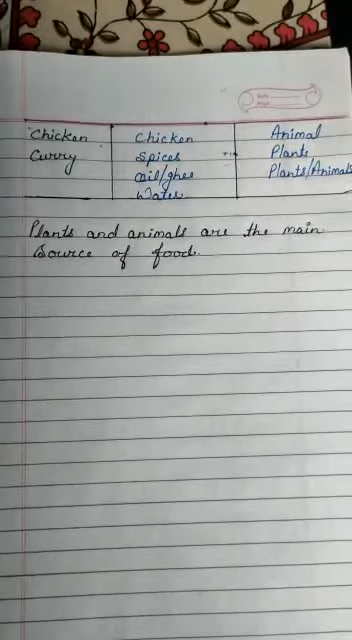 Chicken Chicken Animal
Curry Spices Plants
oil/ghee Plants/Animals
Water
Plants and animals are the main
source of food.